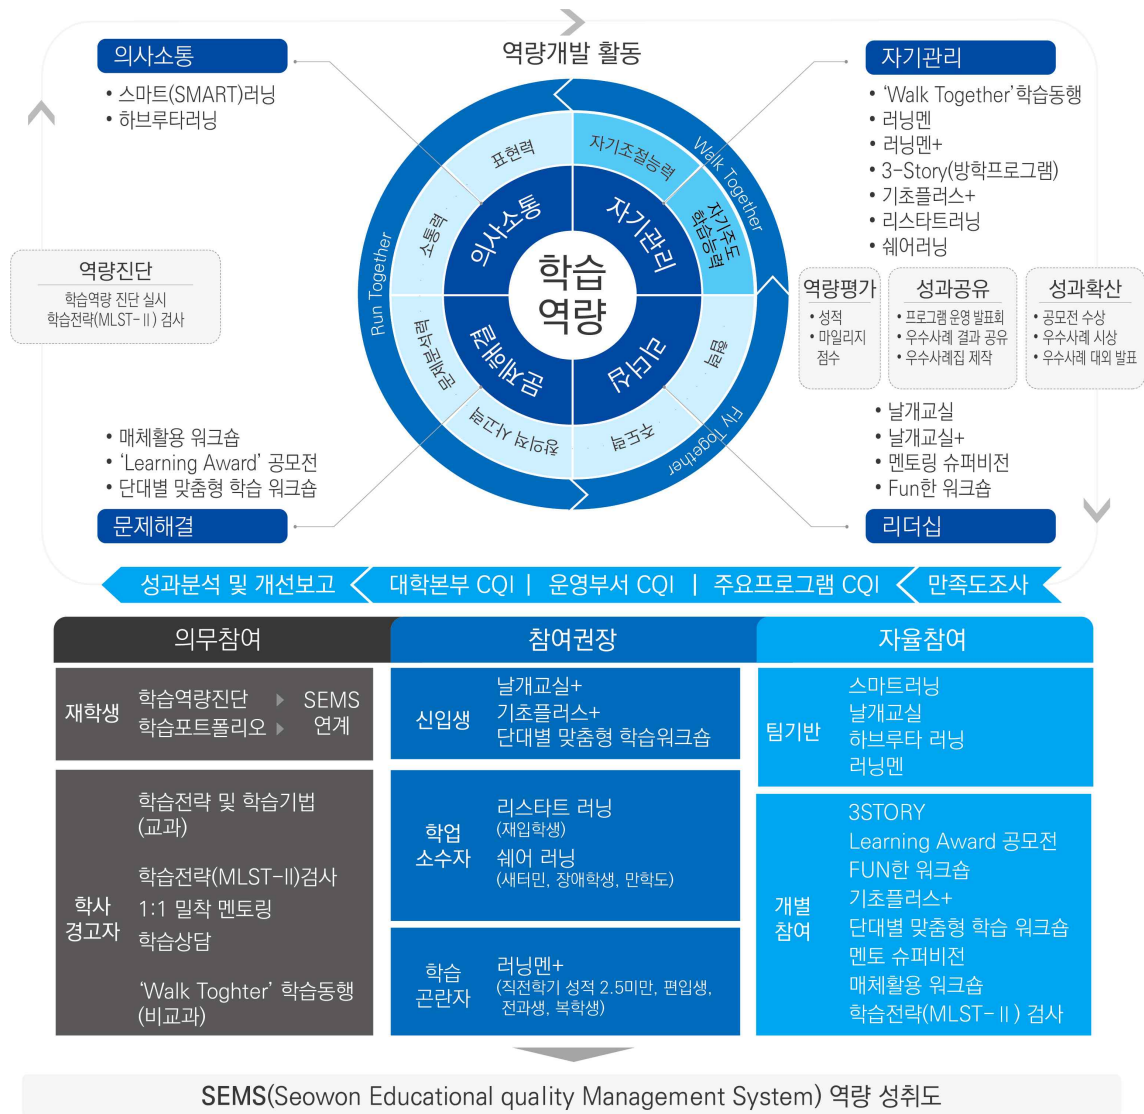 역량개발 활동
의사소통
• 스마트(SMART)러닝
• 하브루타러닝
자기관리
• ‘Walk Together’학습동행
• 러닝멘
• 러닝멘+
• 3-Story(방학프로그램)
• 기초플러스+
• 리스타트러닝
• 쉐어러닝
역량진단
학습역량 진단 실시
학습전략(MLST-Ⅱ) 검사
Run Together
Walk Together
Fly Together
표현력
소통력
자기조절능력
자기주도
학습능력
문제분석력
창의적 사고력
협력
주도력
의사소통
자기관리
문제해결
리더십
학습
역량
역량평가
• 성적
• 마일리지
점수
성과공유
• 프로그램 운영 발표회
• 우수사례 결과 공유
• 우수사례집 제작
성과확산
• 공모전 수상
• 우수사례 시상
• 우수사례 대외 발표
• 매체활용 워크숍
• ‘Learning Award’ 공모전
• 단대별 맞춤형 학습 워크숍
문제해결
• 날개교실
• 날개교실+
• 멘토링 슈퍼비전
• Fun한 워크숍
리더십
성과분석 및 개선보고
대학본부 CQI | 운영부서 CQI | 주요프로그램 CQI
만족도조사
의무참여
재학생
학습역량진단 ▶ SEMS
학습포트폴리오 ▶ 연계
학사
경고자
학습전략 및 학습기법
(교과)
학습전략(MLST-II)검사
1:1 밀착 멘토링
학습상담
‘Walk Toghter’ 학습동행
(비교과)
참여권장
신입생
날개교실+
기초플러스+
단대별 맞춤형 학습워크숍
학업
소수자
리스타트 러닝
(재입학생)
쉐어 러닝
(새터민, 장애학생, 만학도)
학습
곤란자
러닝멘+
(직전학기 성적 2.5미만, 편입생,
전과생, 복학생)
자율참여
팀기반
스마트러닝
날개교실
하브루타 러닝
러닝멘
개별
참여
3STORY
Learning Award 공모전
FUN한 워크숍
기초플러스+
단대별 맞춤형 학습 워크숍
멘토 슈퍼비전
매체활용 워크숍
학습전략(MLST-Ⅱ) 검사
SEMS(Seowon Educational quality Management System) 역량 성취도